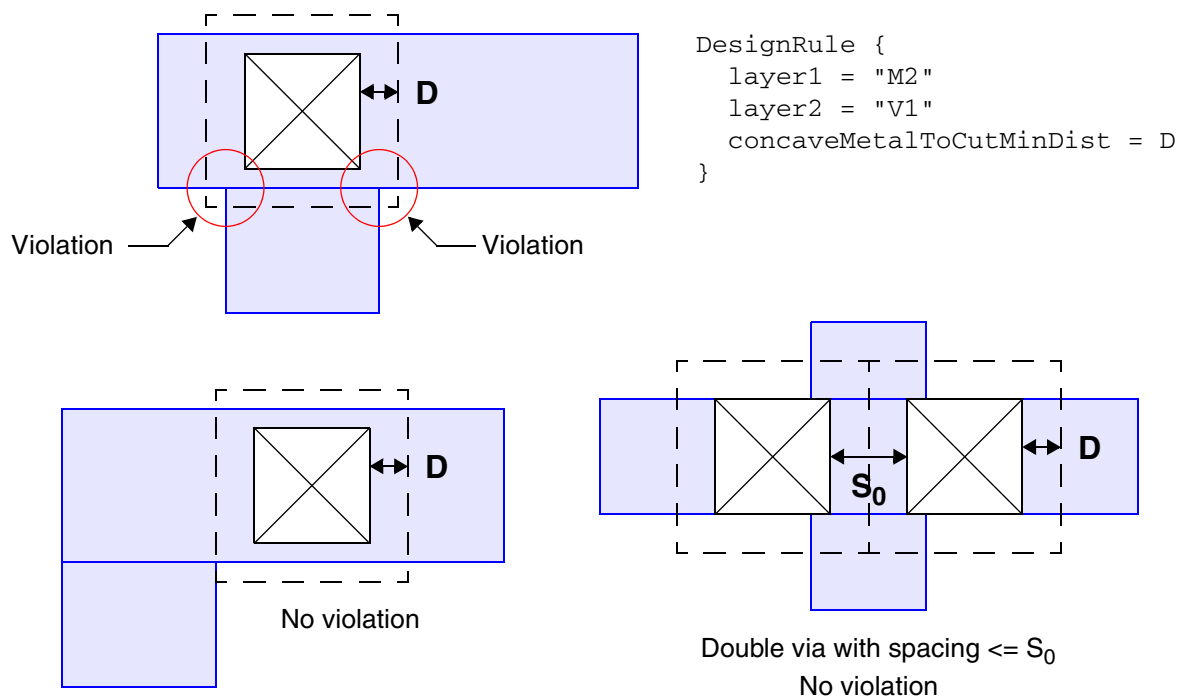 DesignRule {
layer1 = "M2"
layer2 = "V1"
concaveMetalToCutMinDist = D
}
D
Violation
Violation
D
No violation
S0
D
Double via with spacing <= S0
No violation